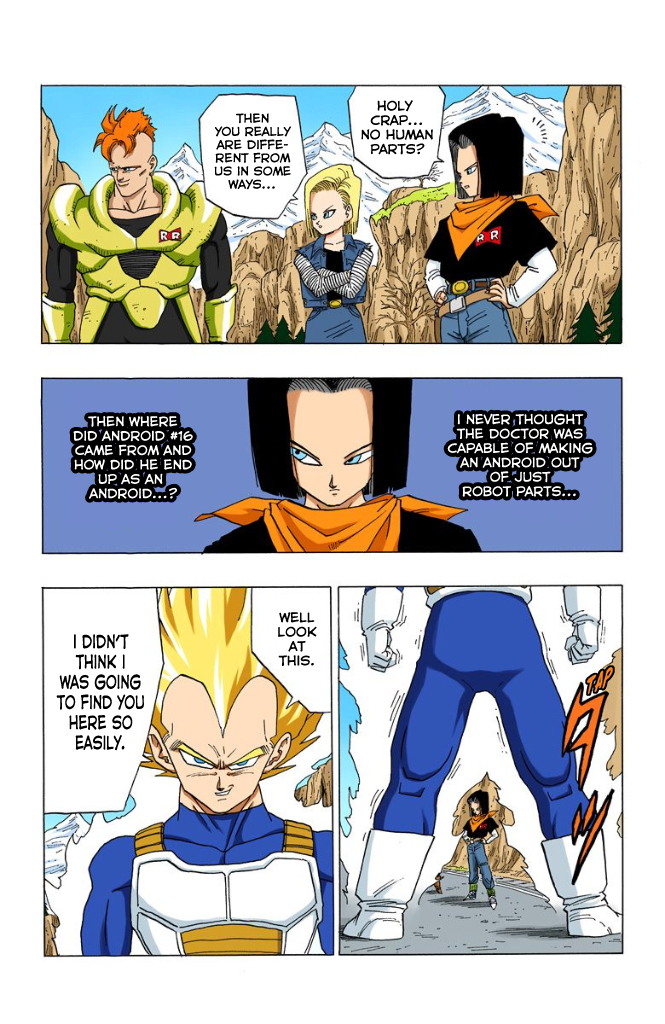 HOLY
CRAP...
NO HUMAN
PARTS?
THEN
YOU REALLY
ARE DIFFE-
RENT FROM
US IN SOME
WAYS...
RR
RR
I NEVER THOUGHT
THE DOCTOR WAS
CAPABLE OF MAKING
AN ANDROID OUT
OF JUST
ROBOT PARTS...
THEN WHERE
DID ANDROID #16
CAME FROM AND
HOW DID HE END
UP AS AN
ANDROID...?
TAP
タッ
WELL
LOOK
AT
THIS.
I DIDN'T
THINK I
WAS GOING
TO FIND YOU
HERE SO
EASILY.